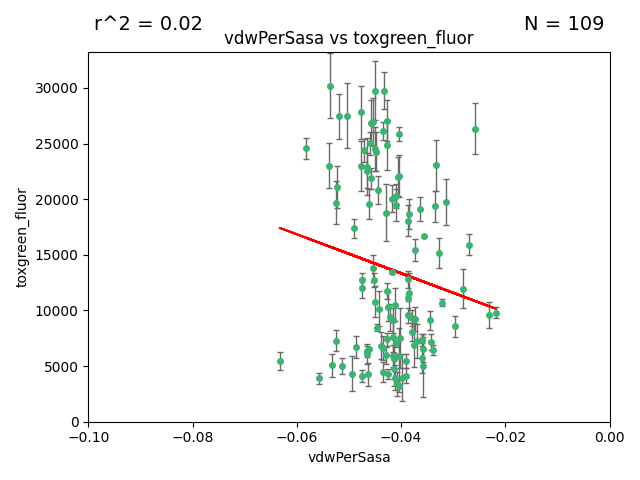 r^2 = 0.02
N = 109
vdwPerSasa vs toxgreen_fluor
toxgreen_fluor
30000
25000
20000
15000
10000
5000
0
−0.10
−0.08
−0.06
−0.04
−0.02
0.00
vdwPerSasa